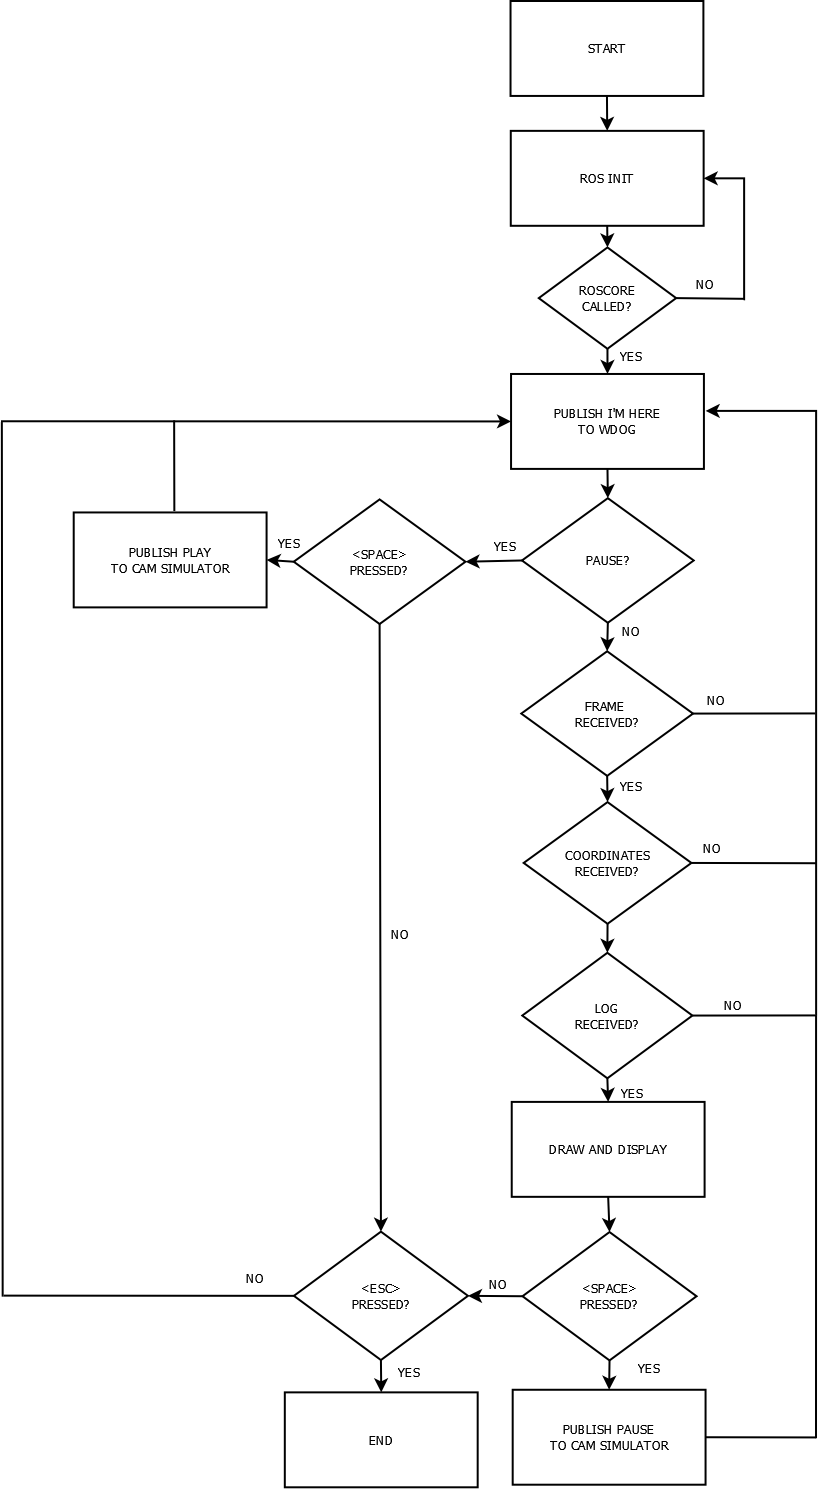 START
ROS INIT
ROSCORE
CALLED?
NO
YES
PUBLISH I'M HERE
TO WDOG
PAUSE?
YES
<SPACE>
PRESSED?
YES
PUBLISH PLAY
TO CAM SIMULATOR
NO
FRAME
RECEIVED?
NO
YES
COORDINATES
RECEIVED?
NO
NO
LOG
RECEIVED?
NO
YES
DRAW AND DISPLAY
<SPACE>
PRESSED?
NO
<ESC>
PRESSED?
NO
YES
YES
END
PUBLISH PAUSE
TO CAM SIMULATOR